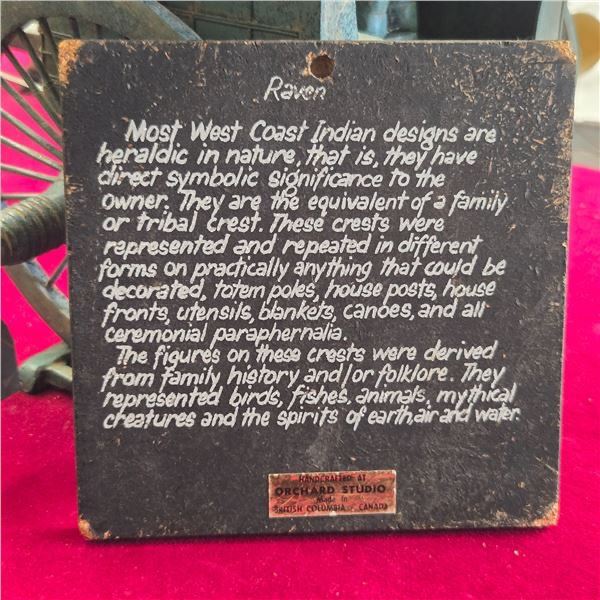 Raven
Most West Coast Indian designs are
heraldic in nature, that is, they have
direct symbolic significance to the
owner. They are the equivalent of a family
or tribal crest. These crests were
represented and repeated in different
forms on practically anything that could be
decorated, totem poles, house posts, house
fronts, utensils, blankets, canoes, and all
ceremonial paraphernalia.
The figures on these crests were derived
from family history and/or folklore. They
represented birds, fishes, animals, mythical
creatures and the spirits of earth, air and water.
HANDCRAFTED AT
ORCHARD STUDIO
Made in
BRITISH COLUMBIA - CANADA